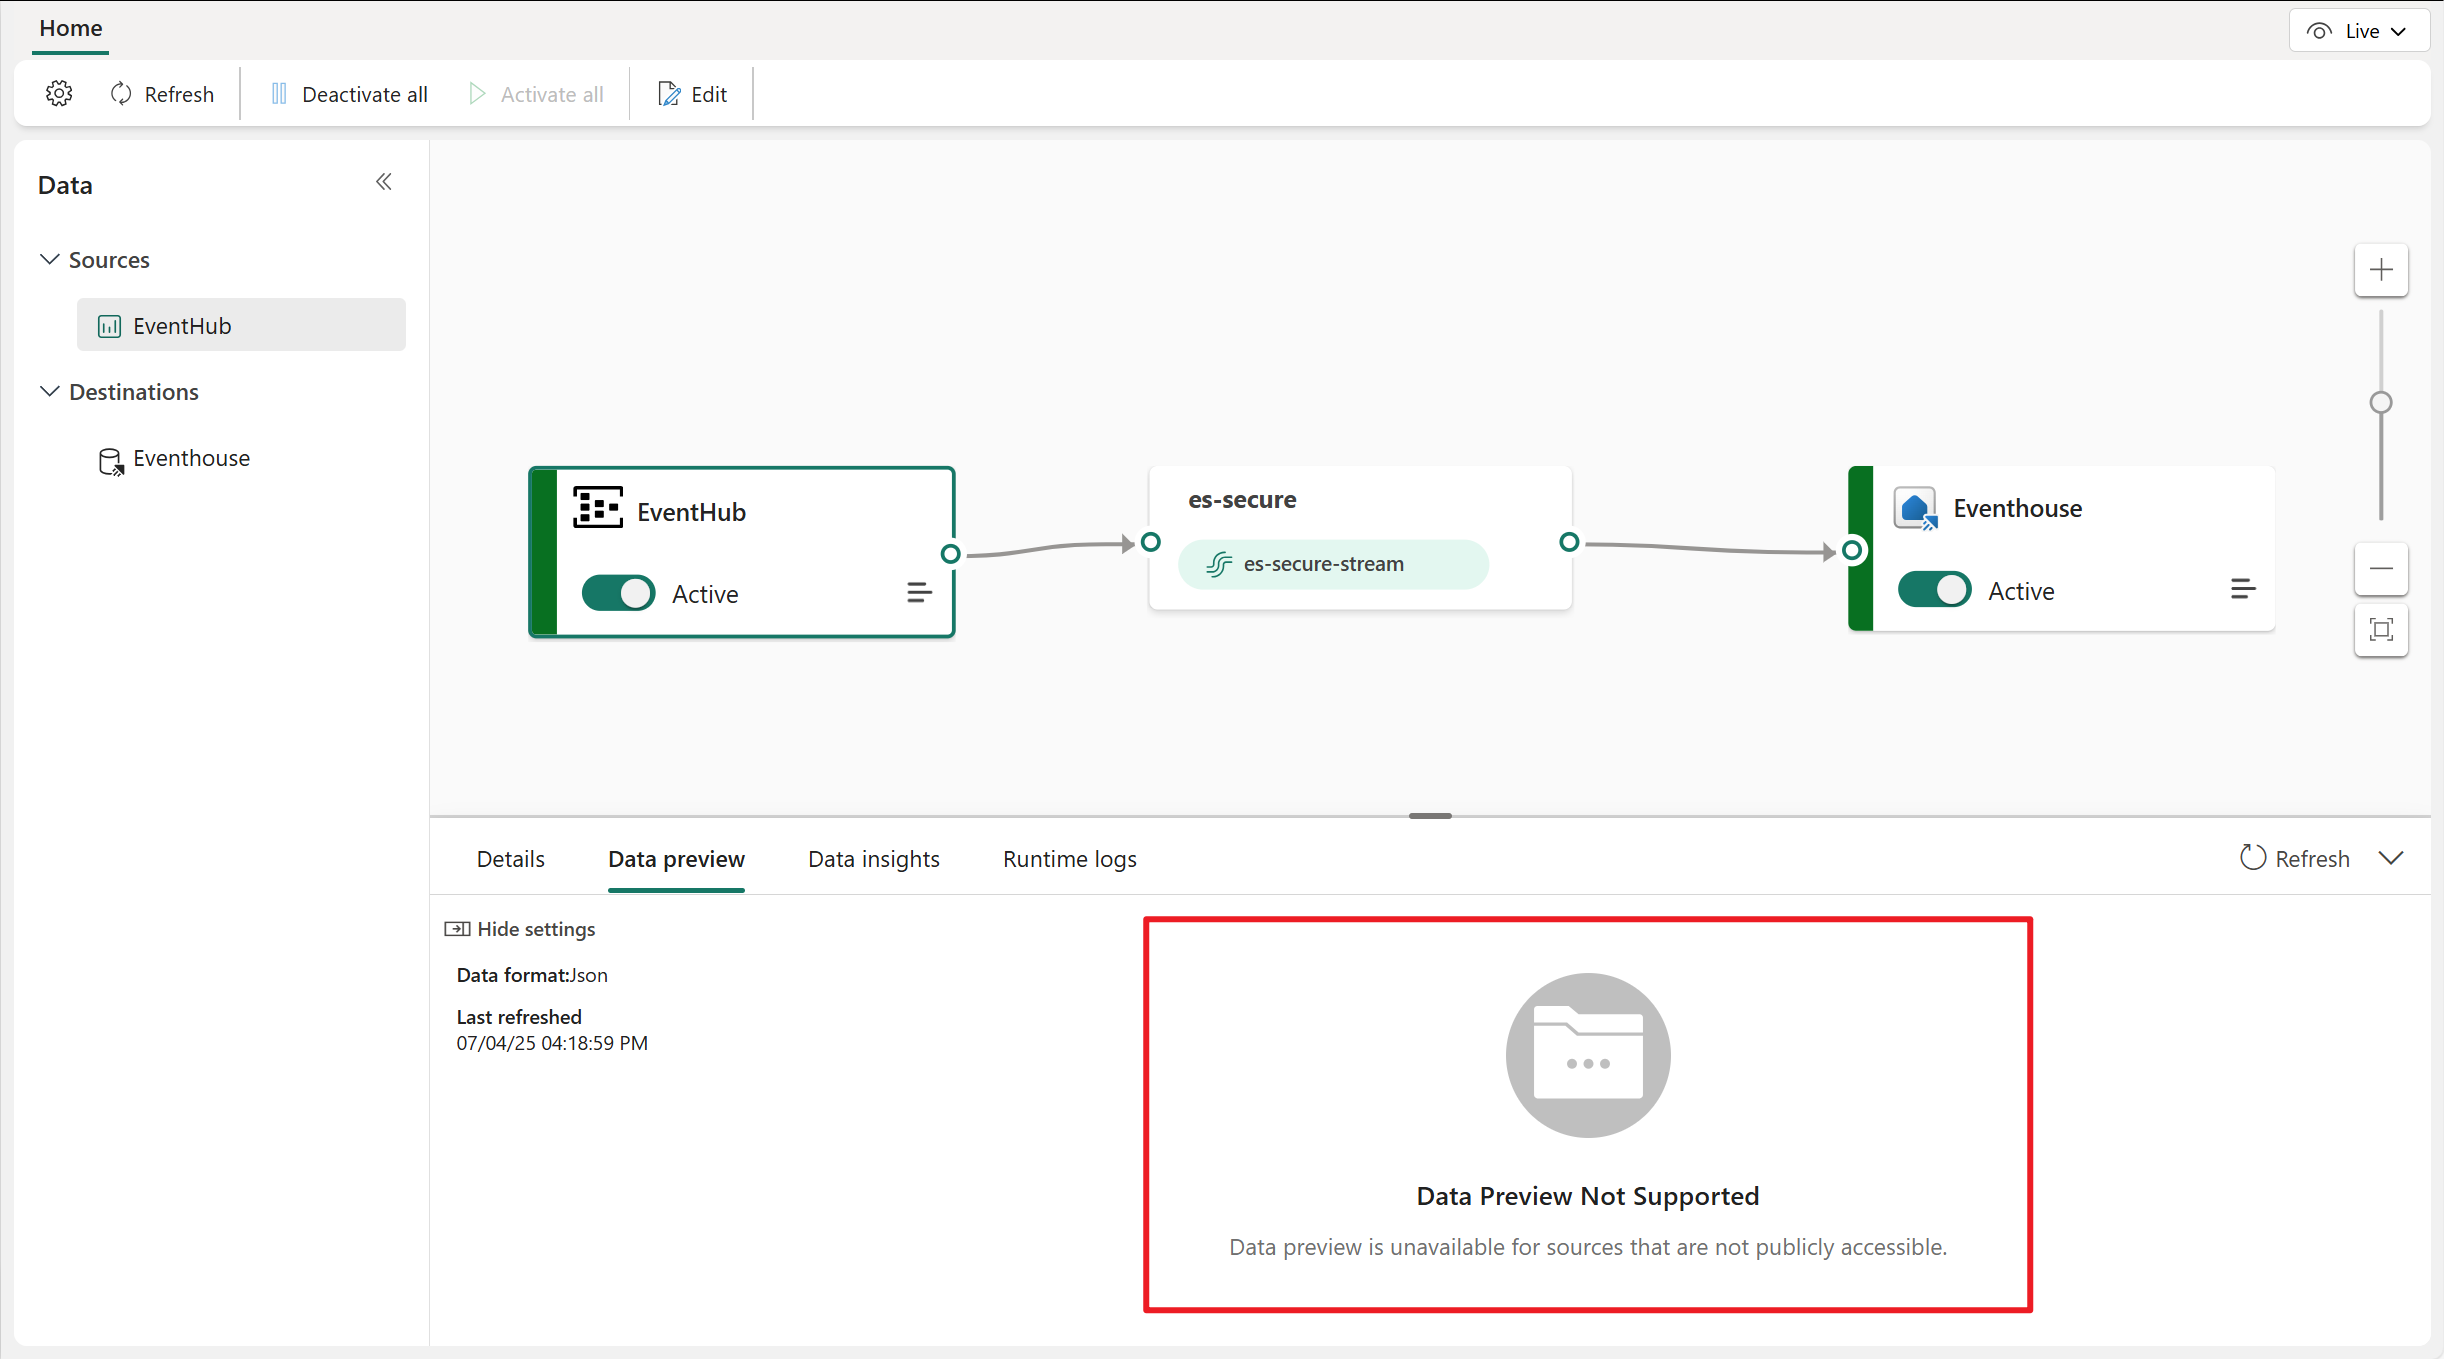 Home
Live
Refresh
Deactivate all
Activate all
Edit
Data
Sources
EventHub
Destinations
Eventhouse
EventHub
Active
es-secure
es-secure-stream
Eventhouse
Active
Details
Data preview
Data insights
Runtime logs
Refresh
Hide settings
Data format:Json
Last refreshed
07/04/25 04:18:59 PM
Data Preview Not Supported
Data preview is unavailable for sources that are not publicly accessible.